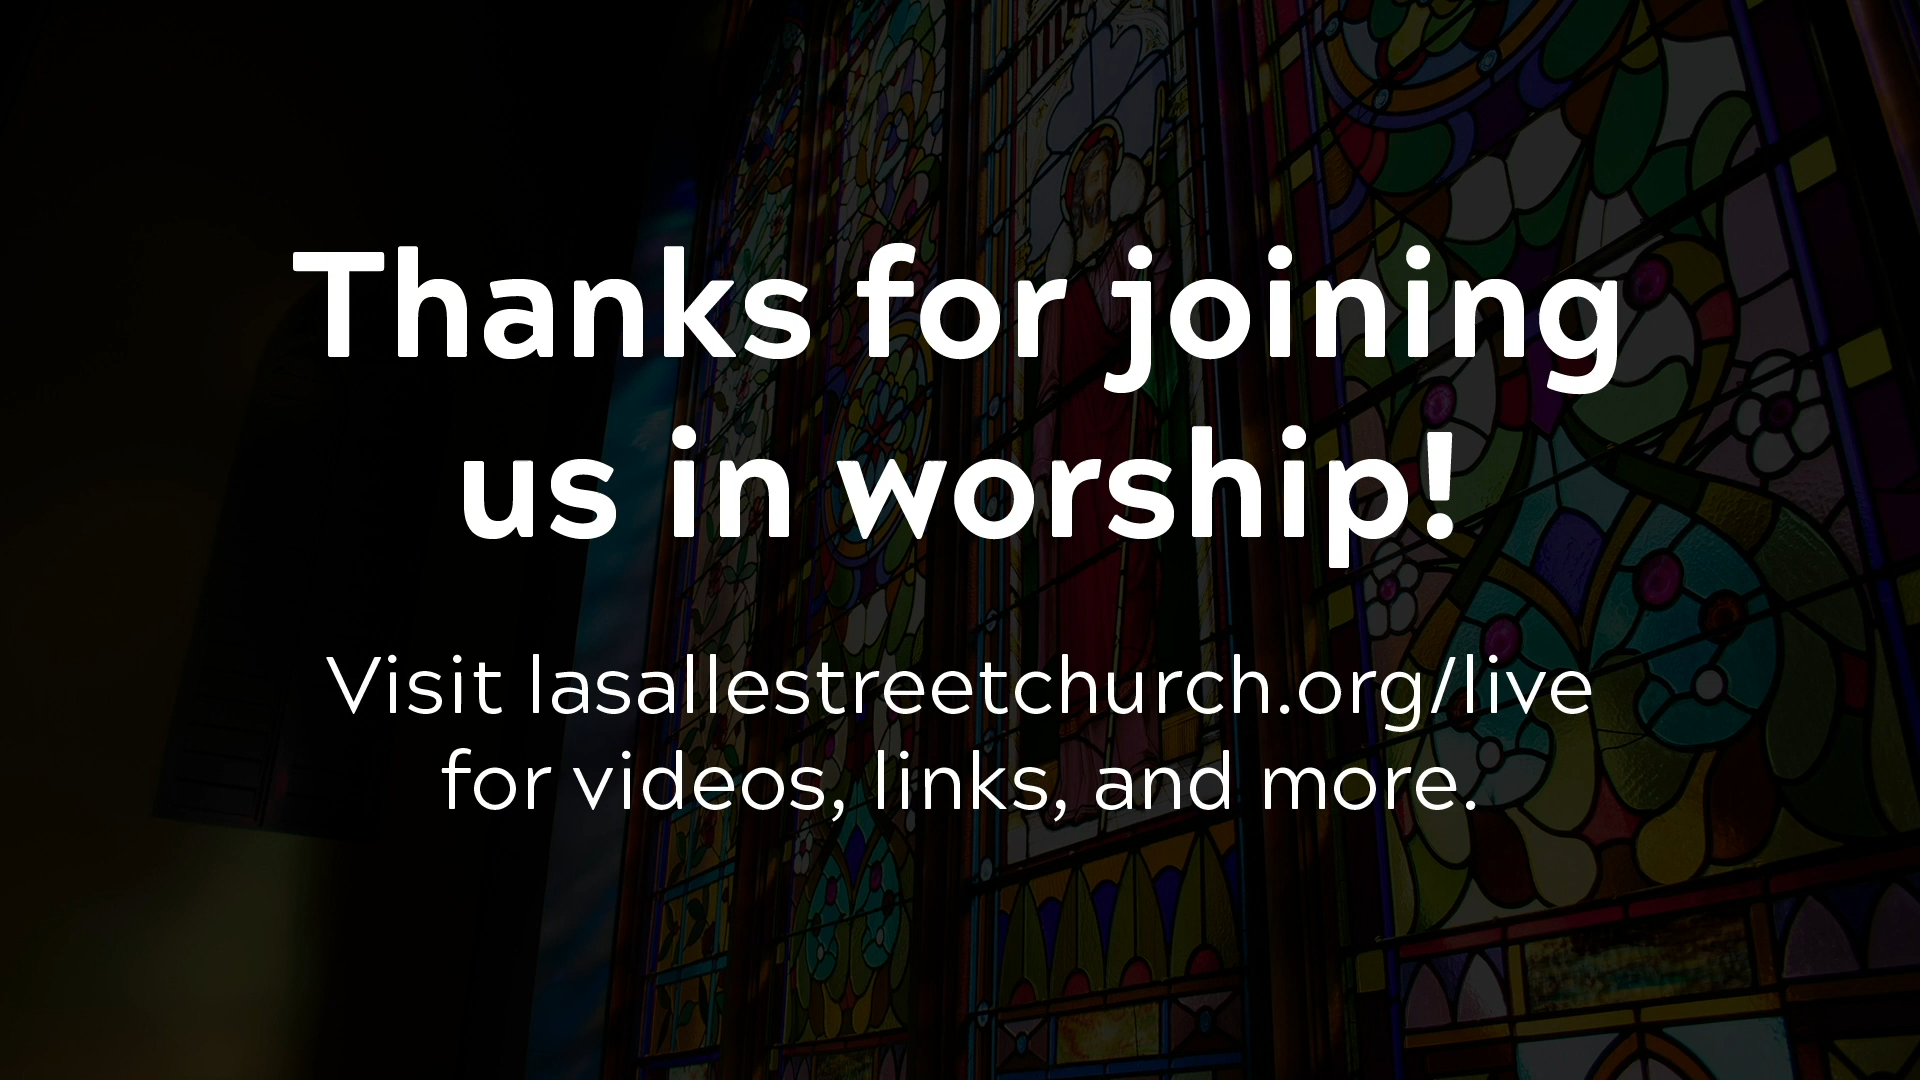 Thanks for joining
us in worship!
Visit lasallestreetchurch.org/live
for videos, links, and more.